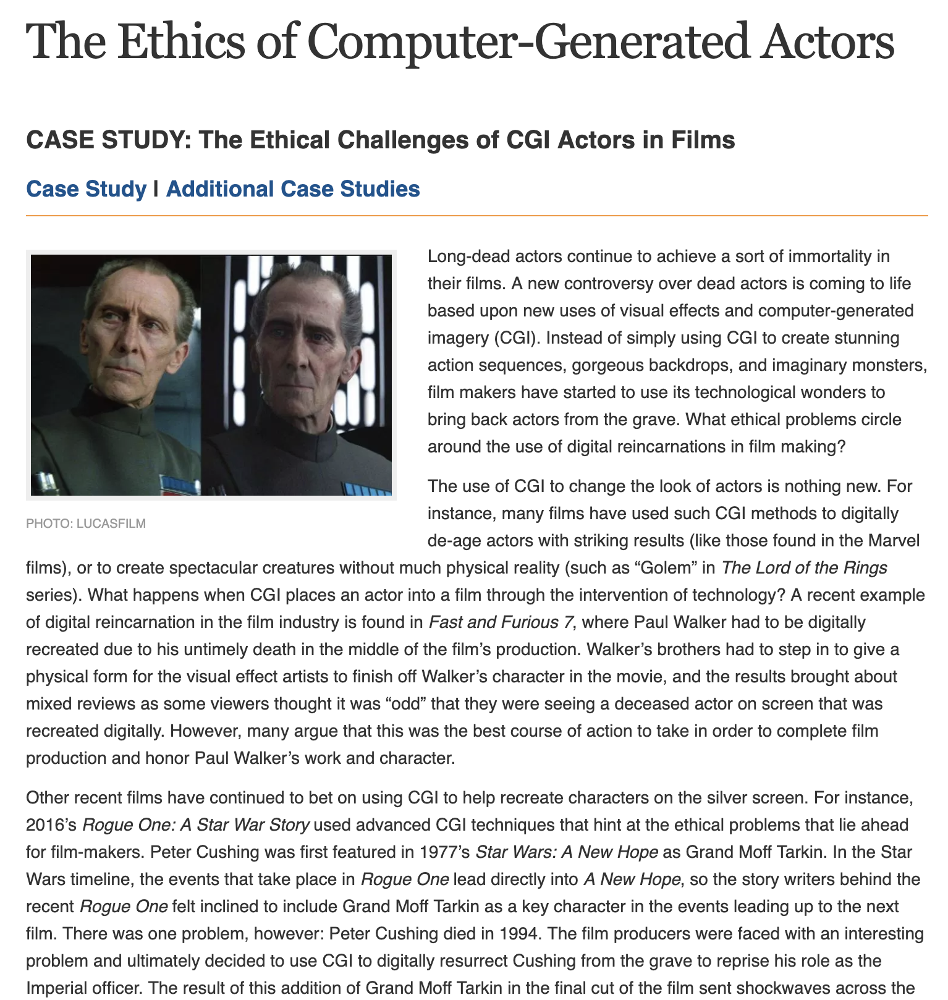 The Ethics of Computer-Generated Actors
CASE STUDY: The Ethical Challenges of CGI Actors in Films
Case Study | Additional Case Studies
PHOTO: LUCASFILM
Long-dead actors continue to achieve a sort of immortality in
their films. A new controversy over dead actors is coming to life
based upon new uses of visual effects and computer-generated
imagery (CGI). Instead of simply using CGI to create stunning
action sequences, gorgeous backdrops, and imaginary monsters,
film makers have started to use its technological wonders to
bring back actors from the grave. What ethical problems circle
around the use of digital reincarnations in film making?
The use of CGI to change the look of actors is nothing new. For
instance, many films have used such CGI methods to digitally
de-age actors with striking results (like those found in the Marvel
films), or to create spectacular creatures without much physical reality (such as “Golem” in The Lord of the Rings
series). What happens when CGI places an actor into a film through the intervention of technology? A recent example
of digital reincarnation in the film industry is found in Fast and Furious 7, where Paul Walker had to be digitally
recreated due to his untimely death in the middle of the film’s production. Walker’s brothers had to step in to give a
physical form for the visual effect artists to finish off Walker’s character in the movie, and the results brought about
mixed reviews as some viewers thought it was “odd” that they were seeing a deceased actor on screen that was
recreated digitally. However, many argue that this was the best course of action to take in order to complete film
production and honor Paul Walker’s work and character.
Other recent films have continued to bet on using CGI to help recreate characters on the silver screen. For instance,
2016’s Rogue One: A Star War Story used advanced CGI techniques that hint at the ethical problems that lie ahead
for film-makers. Peter Cushing was first featured in 1977’s Star Wars: A New Hope as Grand Moff Tarkin. In the Star
Wars timeline, the events that take place in Rogue One lead directly into A New Hope, so the story writers behind the
recent Rogue One felt inclined to include Grand Moff Tarkin as a key character in the events leading up to the next
film. There was one problem, however: Peter Cushing died in 1994. The film producers were faced with an interesting
problem and ultimately decided to use CGI to digitally resurrect Cushing from the grave to reprise his role as the
Imperial officer. The result of this addition of Grand Moff Tarkin in the final cut of the film sent shockwaves across the